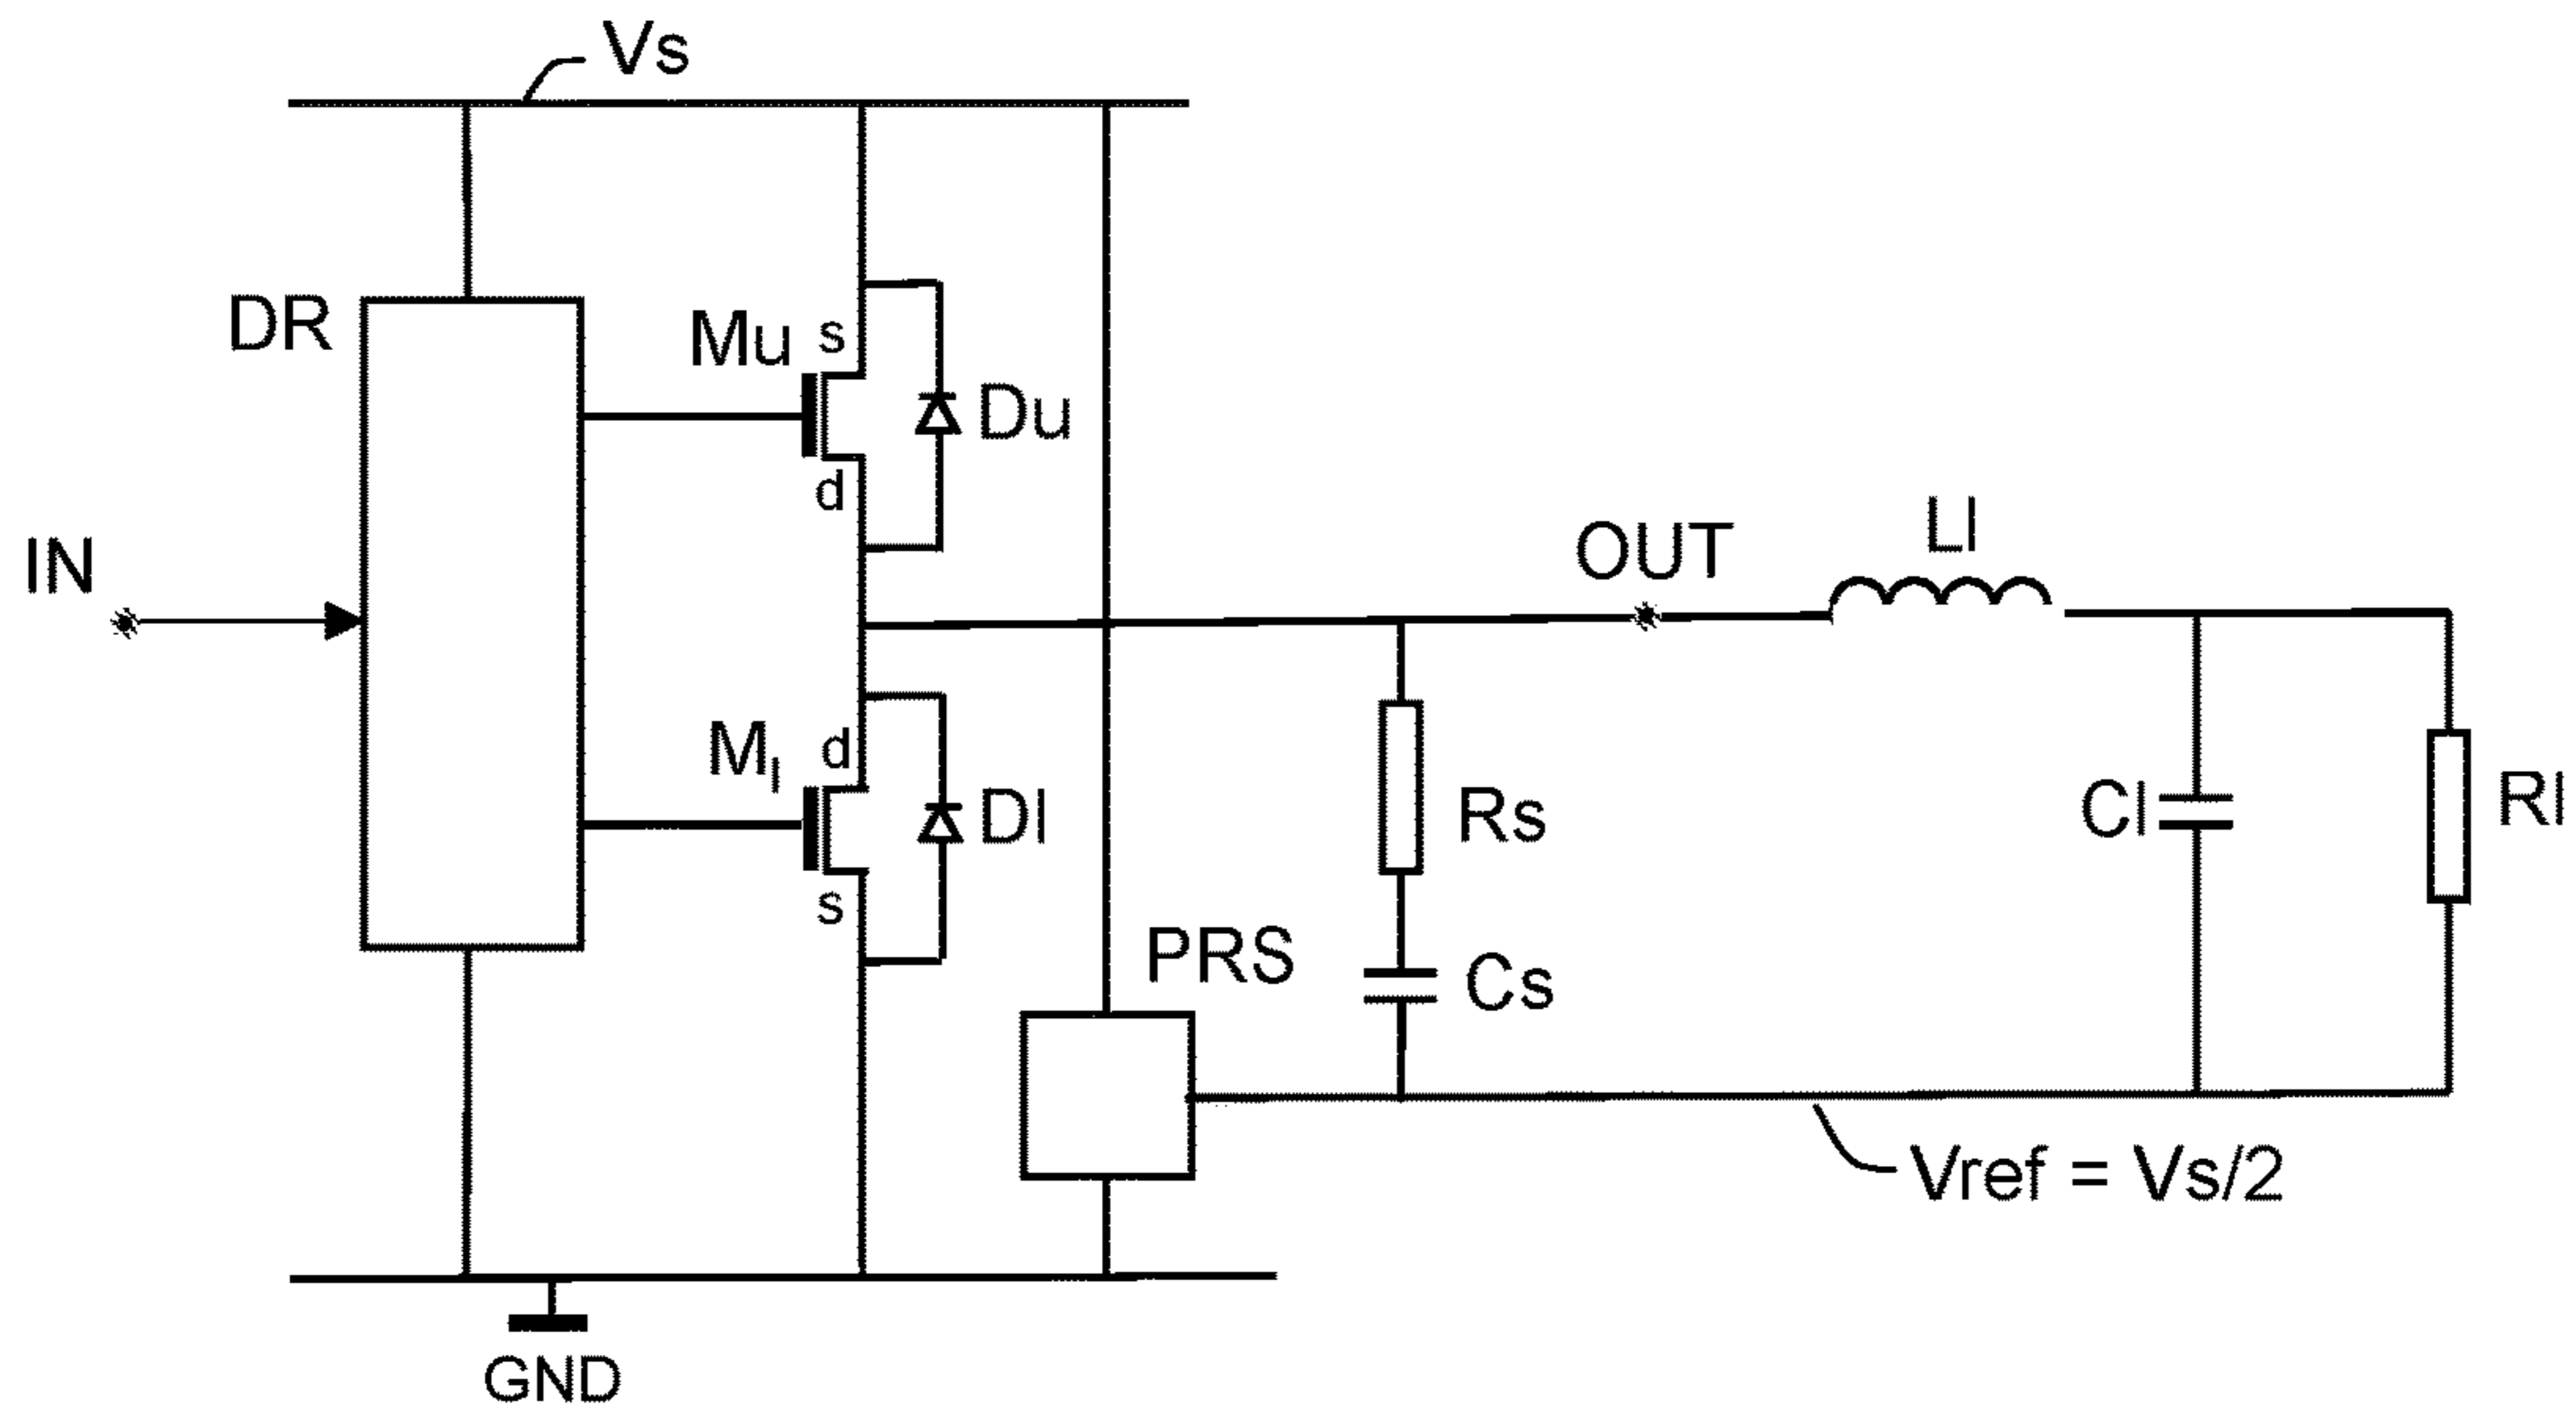 Vs
DR
Mu
s
Du
d
IN
OUT
Ll
Ml
d
Dl
s
Rs
Cl
Rl
PRS
Cs
Vref = Vs/2
GND